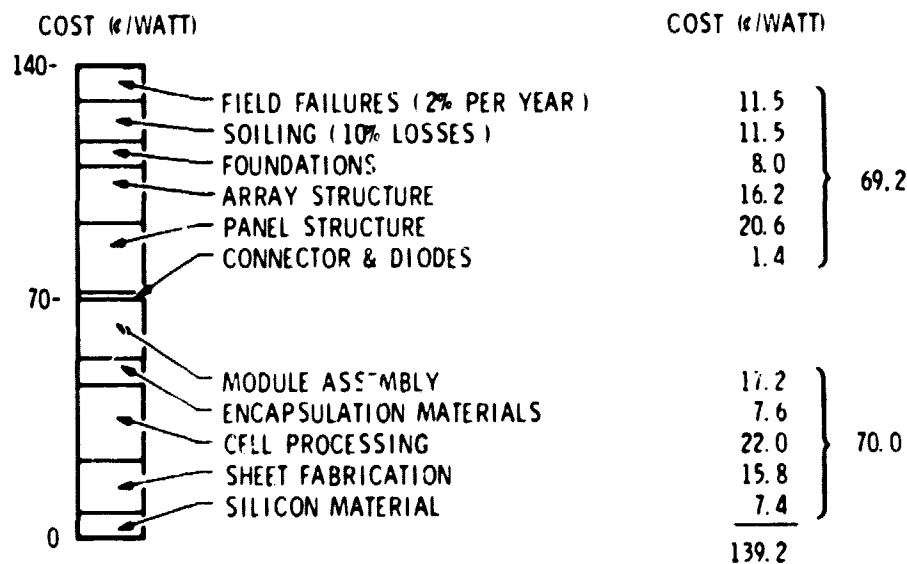 COST (¢/WATT) COST (¢/WATT)
140-
FIELD FAILURES (2% PER YEAR) 11.5
SOILING (10% LOSSES) 11.5
FOUNDATIONS 8.0
ARRAY STRUCTURE 16.2
69.2
PANEL STRUCTURE 20.6
CONNECTOR & DIODES 1.4
70-
MODULE ASSEMBLY 17.2
ENCAPSULATION MATERIALS 7.6
CELL PROCESSING 22.0 70.0
SHEET FABRICATION 15.8
SILICON MATERIAL 7.4
0
139.2